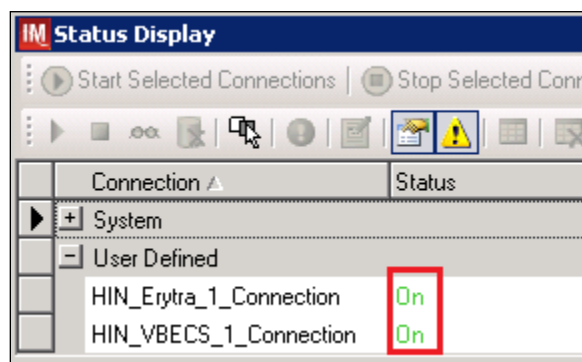 IM Status Display
Start Selected Connections Stop Selected Conn
Connection Status
+ System
− User Defined
HIN_Erytra_1_Connection On
HIN_VBECS_1_Connection On